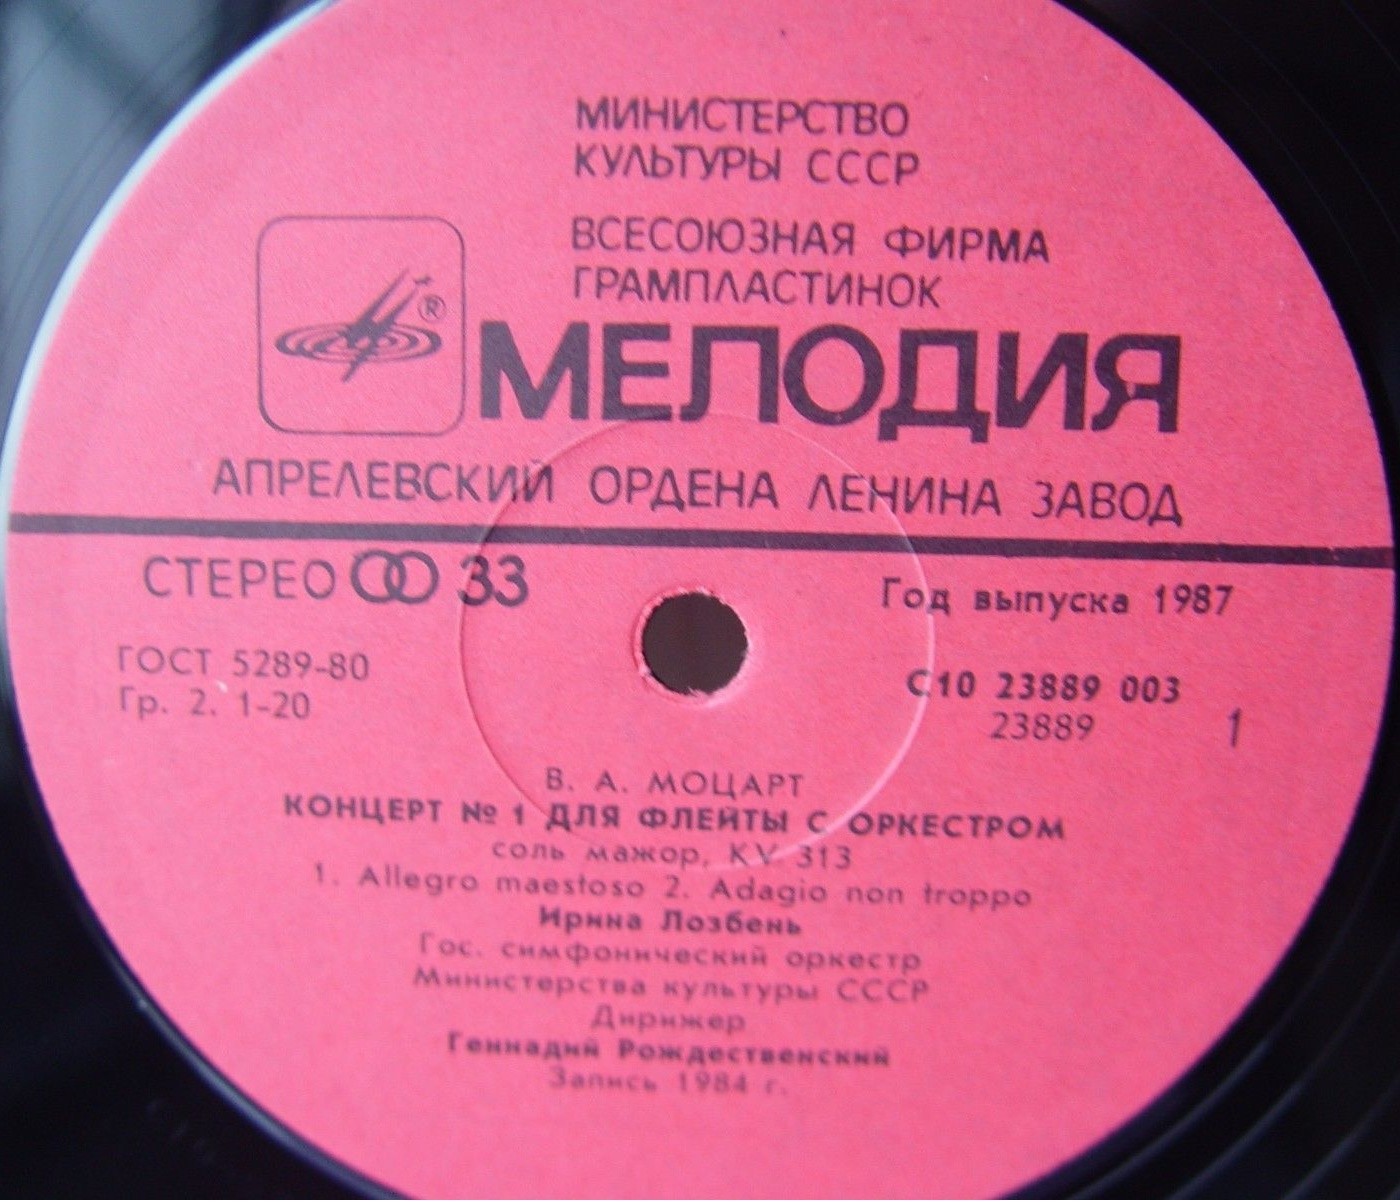 МИНИСТЕРСТВО
КУЛЬТУРЫ СССР
ВСЕСОЮЗНАЯ ФИРМА
ГРАМПЛАСТИНОК
®
МЕЛОДИЯ
АПРЕЛЕВСКИЙ ОРДЕНА ЛЕНИНА ЗАВОД
СТЕРЕО 33
Год выпуска 1987
ГОСТ 5289-80
Гр. 2. 1-20
С10 23889 003
23889
1
В. А. МОЦАРТ
КОНЦЕРТ № 1 ДЛЯ ФЛЕЙТЫ С ОРКЕСТРОМ
соль мажор, KV 313
1. Allegro maestoso 2. Adagio non troppo
Ирина Лозбень
Гос. симфонический оркестр
Министерства культуры СССР
Дирижер
Геннадий Рождественский
Запись 1984 г.